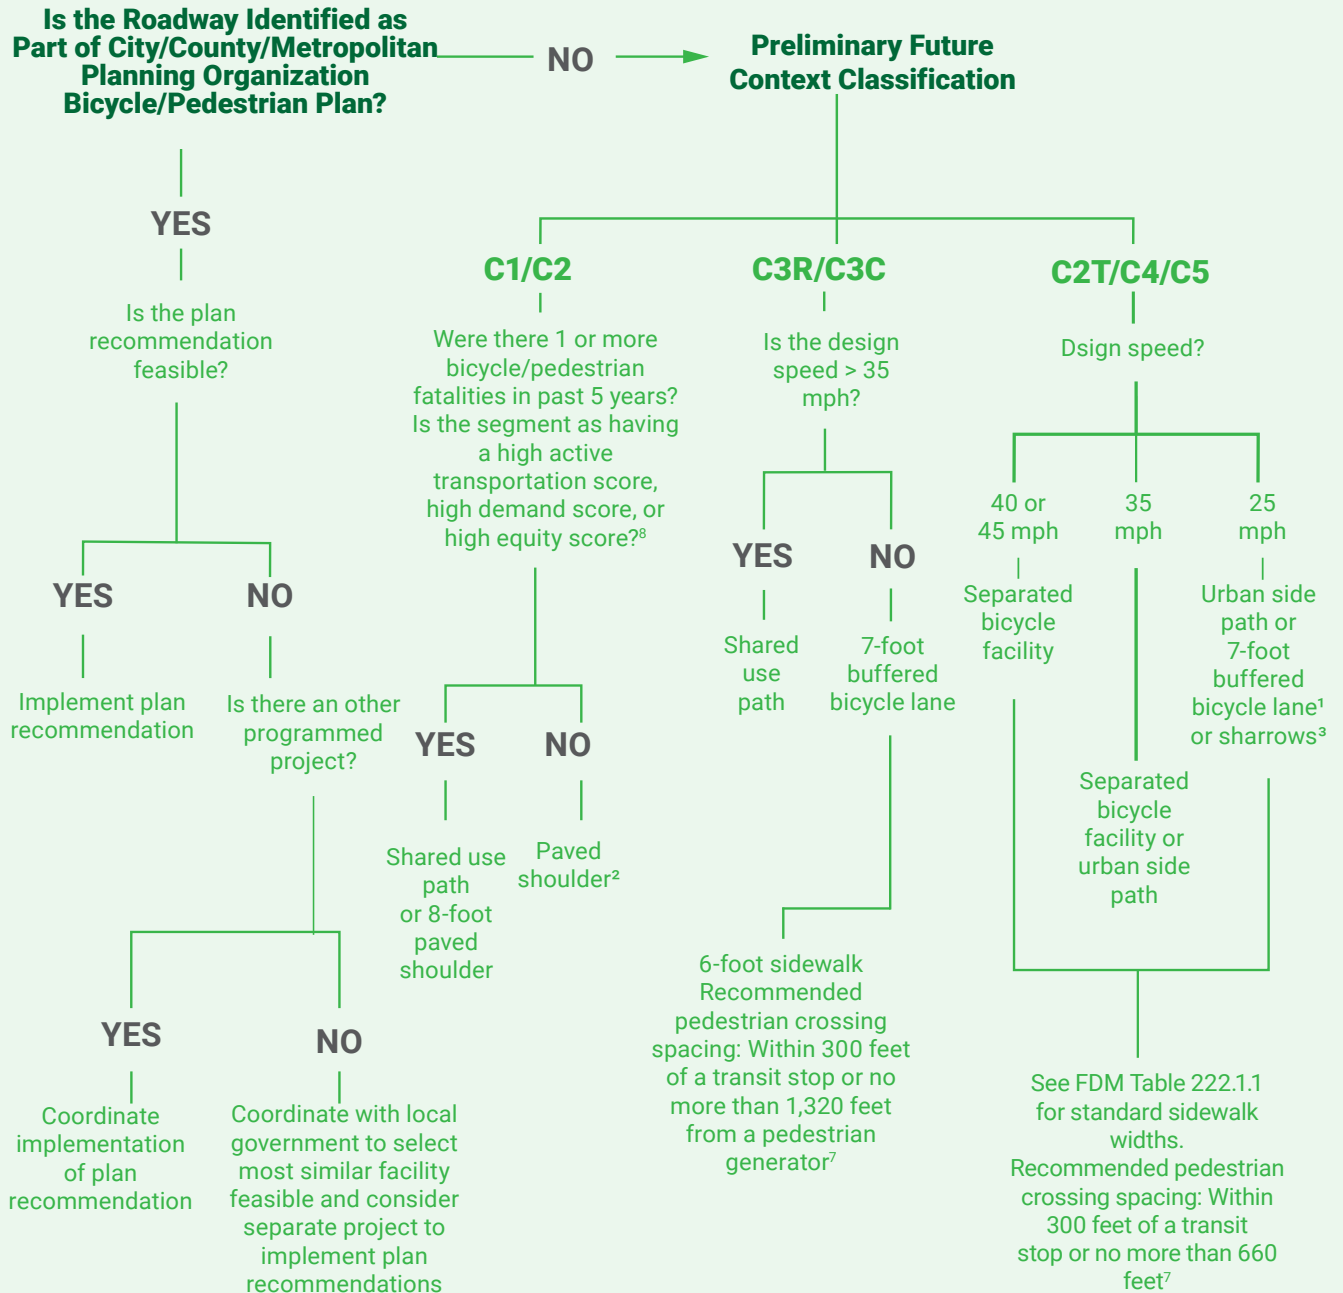 Is the Roadway Identified as
Part of City/County/Metropolitan
Planning Organization
Bicycle/Pedestrian Plan?
NO
Preliminary Future
Context Classification
YES
Is the plan
recommendation
feasible?
YES
NO
Implement plan
recommendation
Is there an other
programmed
project?
YES
NO
Coordinate
implementation
of plan
recommendation
Coordinate with local
government to select
most similar facility
feasible and consider
separate project to
implement plan
recommendations
C1/C2
Were there 1 or more
bicycle/pedestrian
fatalities in past 5 years?
Is the segment as having
a high active
transportation score,
high demand score, or
high equity score?⁸
YES
NO
Shared use
path
or 8-foot
paved
shoulder
Paved
shoulder²
C3R/C3C
Is the design
speed > 35
mph?
YES
NO
Shared
use
path
7-foot
buffered
bicycle lane
6-foot sidewalk
Recommended
pedestrian crossing
spacing: Within 300 feet
of a transit stop or no
more than 1,320 feet
from a pedestrian
generator⁷
C2T/C4/C5
Dsign speed?
40 or
45 mph
35
mph
25
mph
Separated
bicycle
facility
Separated
bicycle
facility or
urban side
path
Urban side
path or
7-foot
buffered
bicycle lane¹
or sharrows³
See FDM Table 222.1.1
for standard sidewalk
widths.
Recommended pedestrian
crossing spacing: Within
300 feet of a transit
stop or no more than 660
feet⁷